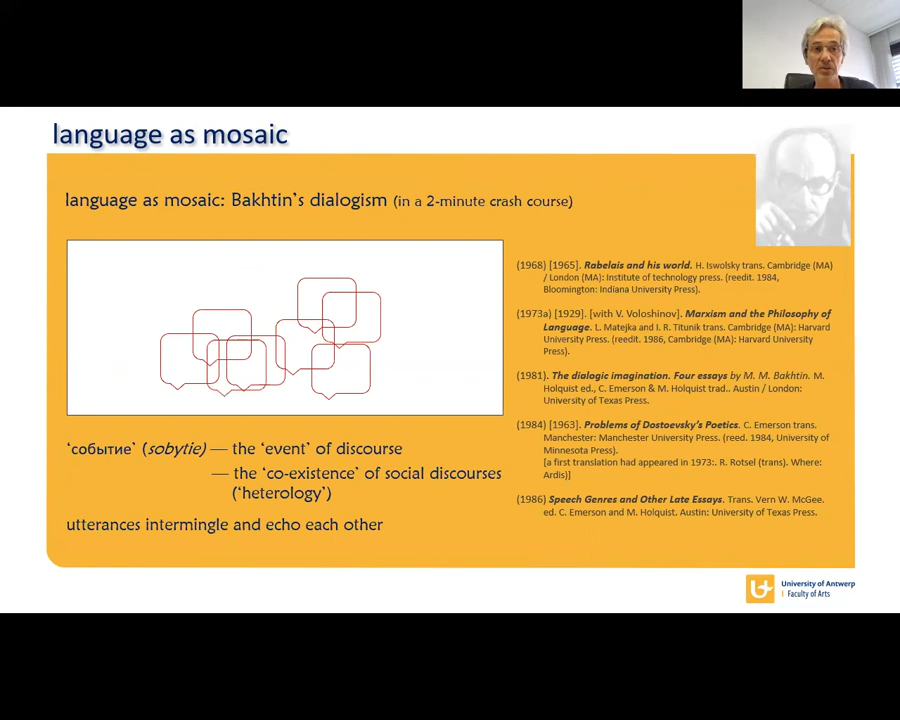 language as mosaic
language as mosaic: Bakhtin's dialogism (in a 2-minute crash course)
'событие' (sobytie) — the 'event' of discourse
— the 'co-existence' of social discourses
('heterology')
utterances intermingle and echo each other
(1968) [1965]. Rabelais and his world. H. Iswolsky trans. Cambridge (MA)
/ London (MA): Institute of technology press. (reedit. 1984,
Bloomington: Indiana University Press).
(1973a) [1929]. [with V. Voloshinov]. Marxism and the Philosophy of
Language. L. Matejka and I. R. Titunik trans. Cambridge (MA): Harvard
University Press. (reedit. 1986, Cambridge (MA): Harvard University
Press).
(1981). The dialogic imagination. Four essays by M. M. Bakhtin. M.
Holquist ed., C. Emerson & M. Holquist trad.. Austin / London:
University of Texas Press.
(1984) [1963]. Problems of Dostoevsky's Poetics. C. Emerson trans.
Manchester: Manchester University Press. (reed. 1984, University of
Minnesota Press).
[a first translation had appeared in 1973:. R. Rotsel (trans). Where:
Ardis)]
(1986) Speech Genres and Other Late Essays. Trans. Vern W. McGee.
ed. C. Emerson and M. Holquist. Austin: University of Texas Press.
University of Antwerp
Faculty of Arts